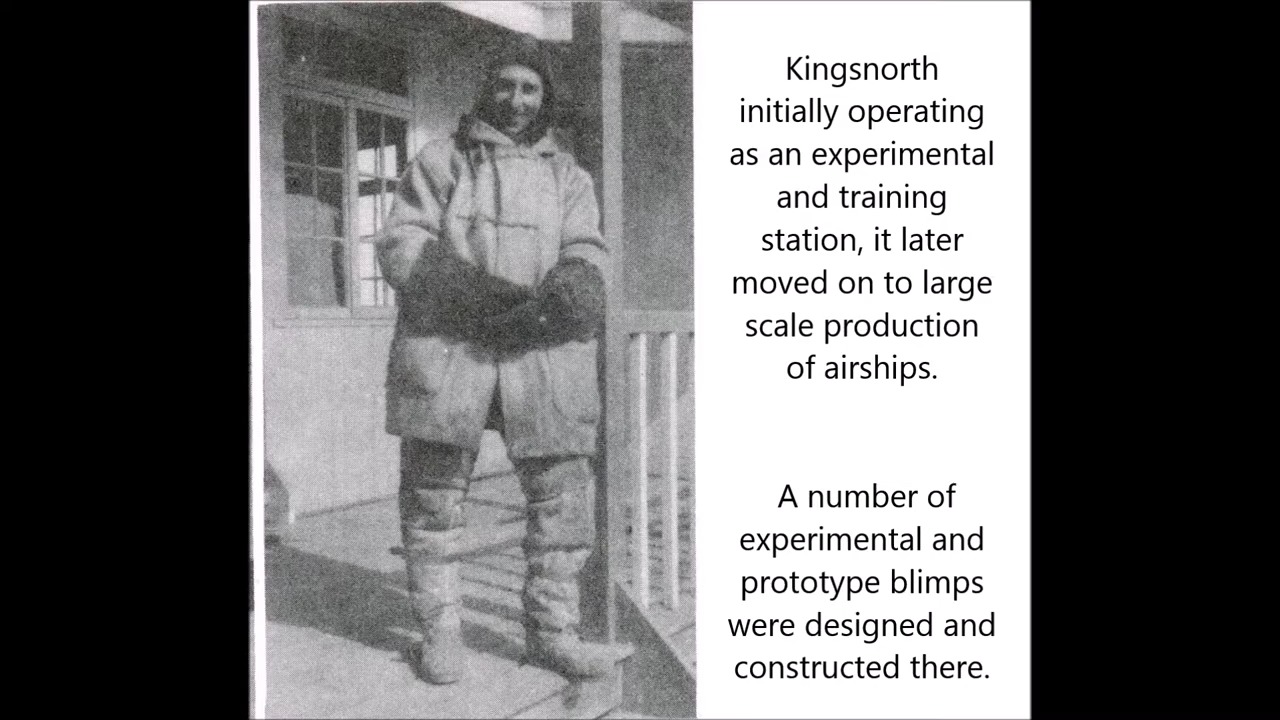 Kingsnorth
initially operating
as an experimental
and training
station, it later
moved on to large
scale production
of airships.
A number of
experimental and
prototype blimps
were designed and
constructed there.